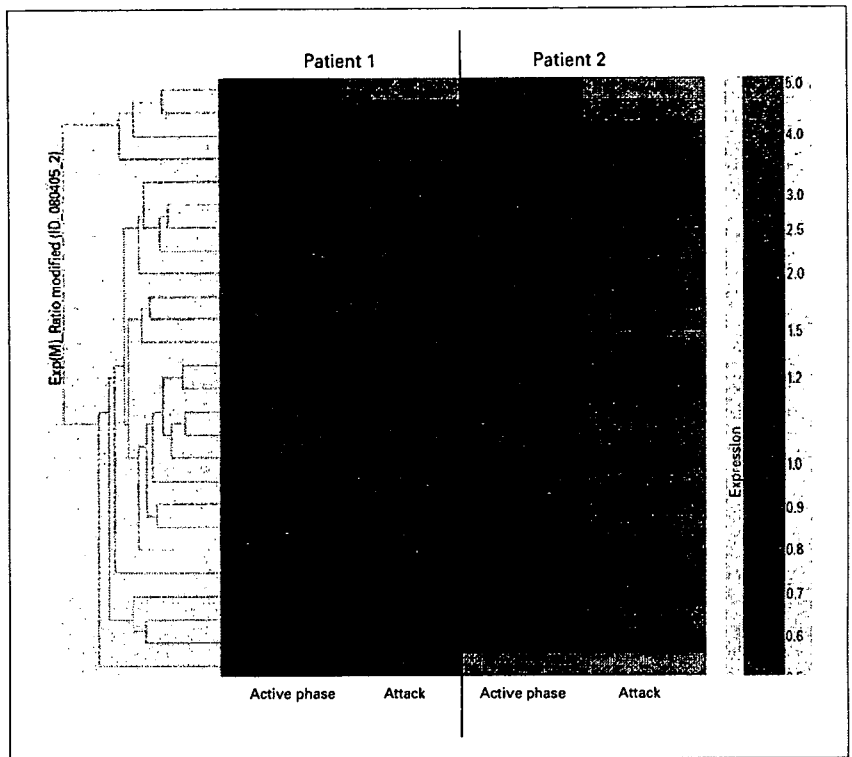 Patient 1
Patient 2
Exp(M)_Ratio modified (ID_080405_2)
Expression
5.0
4.0
3.0
2.5
2.0
1.5
1.2
1.0
0.9
0.8
0.7
0.6
Active phase
Attack
Active phase
Attack